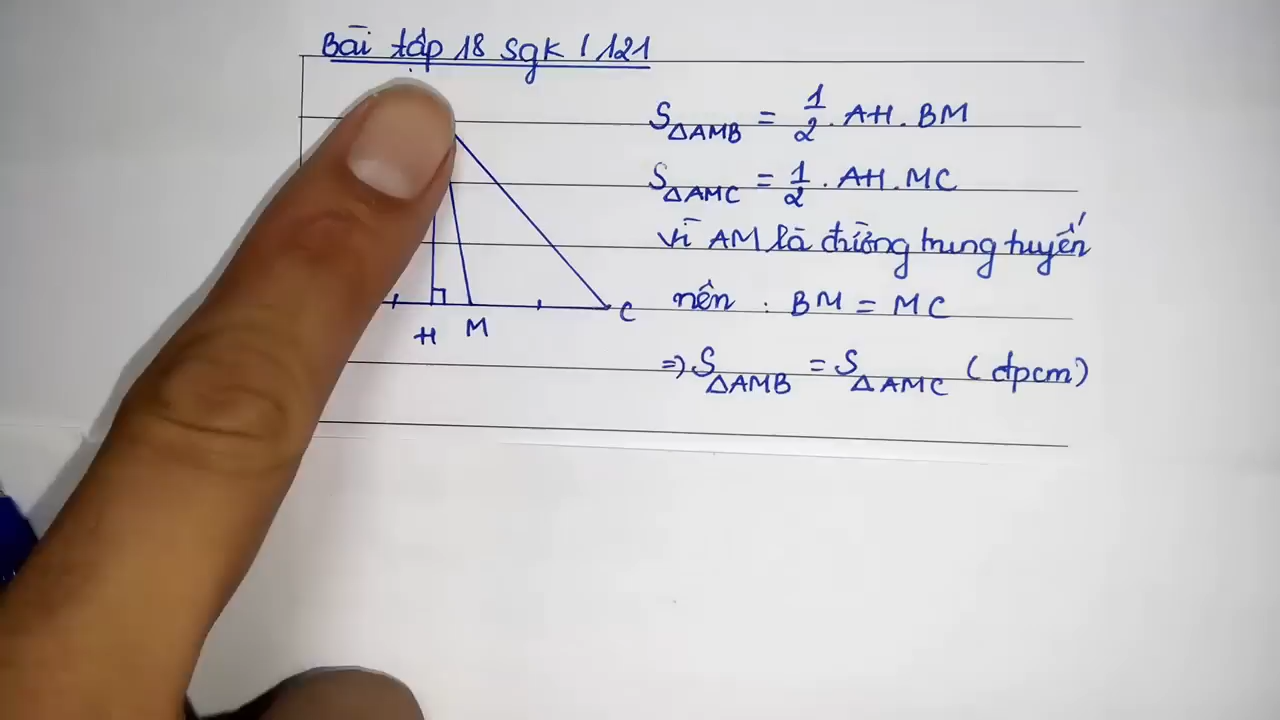 Bài tập 18 sgk / 121
S△AMB = 1/2 . AH . BM
S△AMC = 1/2 . AH . MC
Vì AM là đường trung tuyến
nên : BM = MC
=> S△AMB = S△AMC (đpcm)
H M C